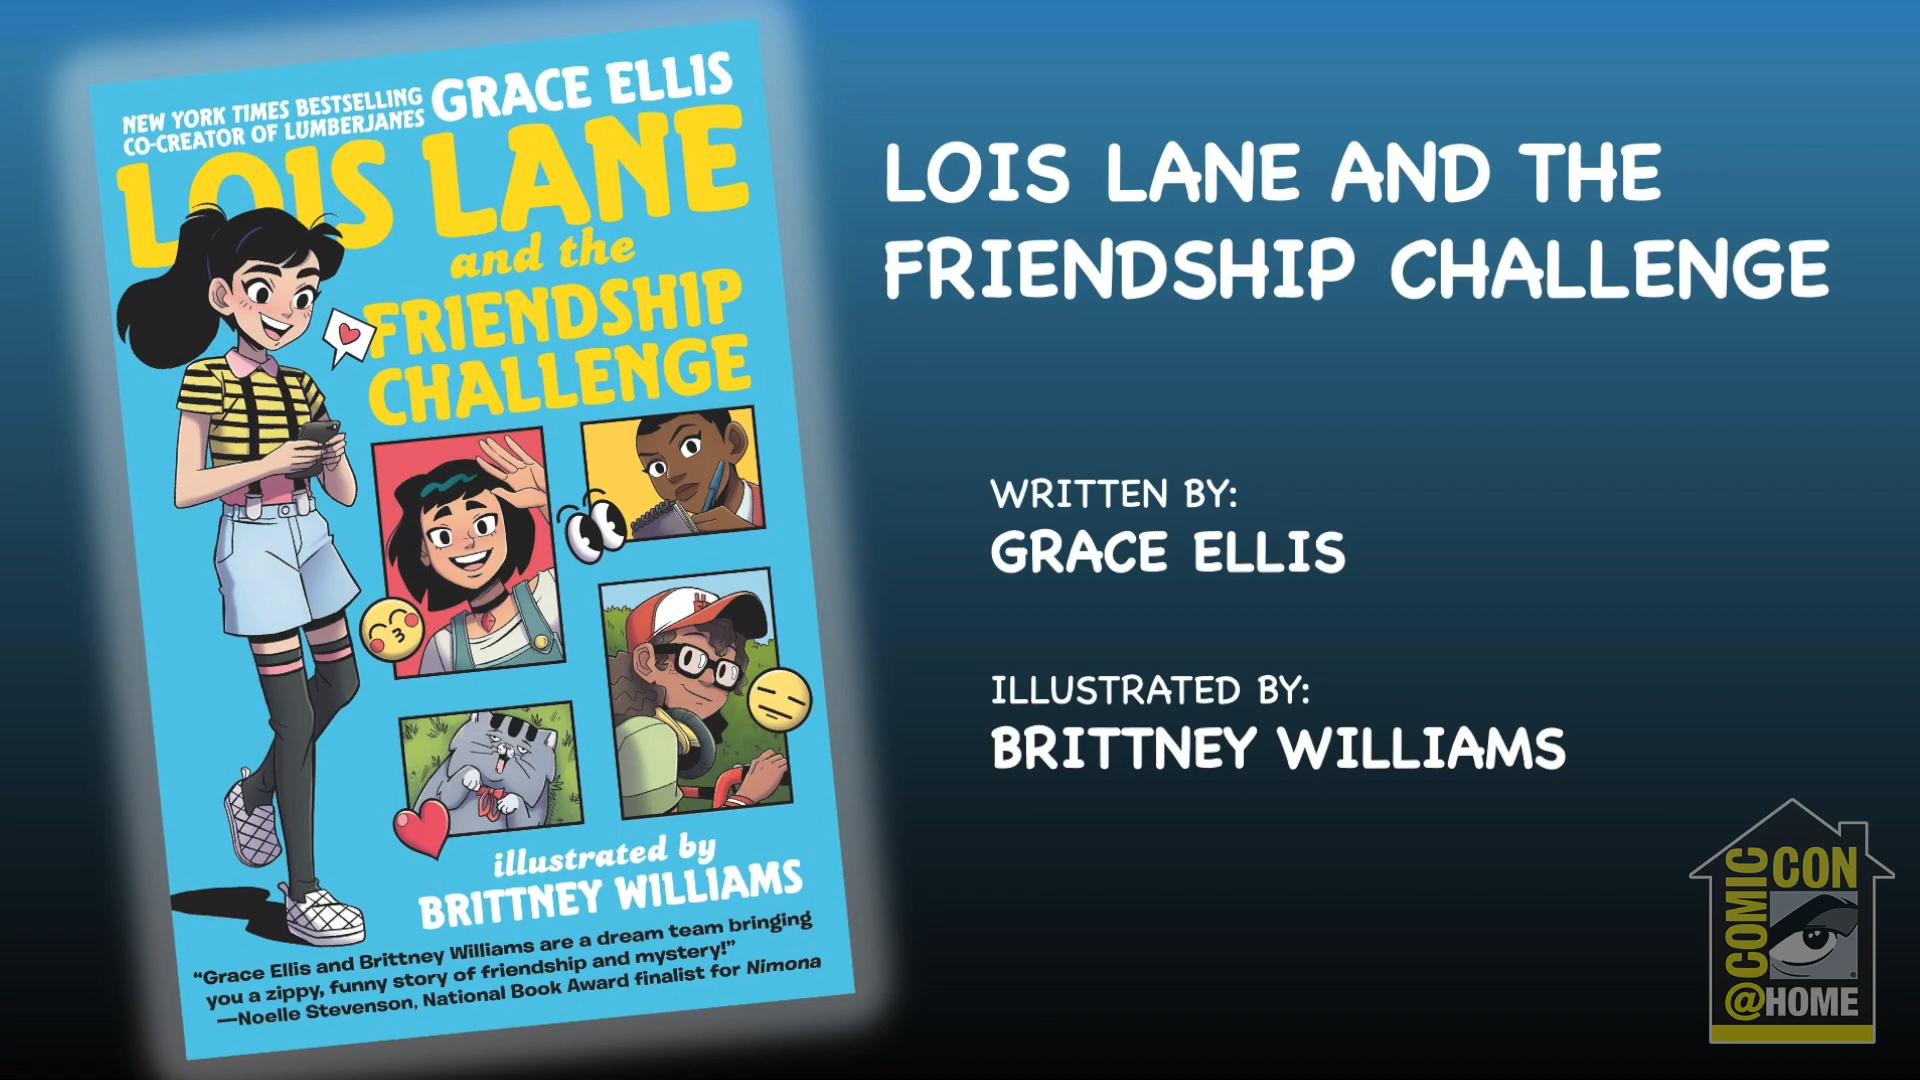 NEW YORK TIMES BESTSELLING
CO-CREATOR OF LUMBERJANES
GRACE ELLIS
LOIS LANE
and the
FRIENDSHIP
CHALLENGE
illustrated by
BRITTNEY WILLIAMS
“Grace Ellis and Brittney Williams are a dream team bringing
you a zippy, funny story of friendship and mystery!”
—Noelle Stevenson, National Book Award finalist for Nimona
LOIS LANE AND THE
FRIENDSHIP CHALLENGE
WRITTEN BY:
GRACE ELLIS
ILLUSTRATED BY:
BRITTNEY WILLIAMS
COMIC
CON
@HOME